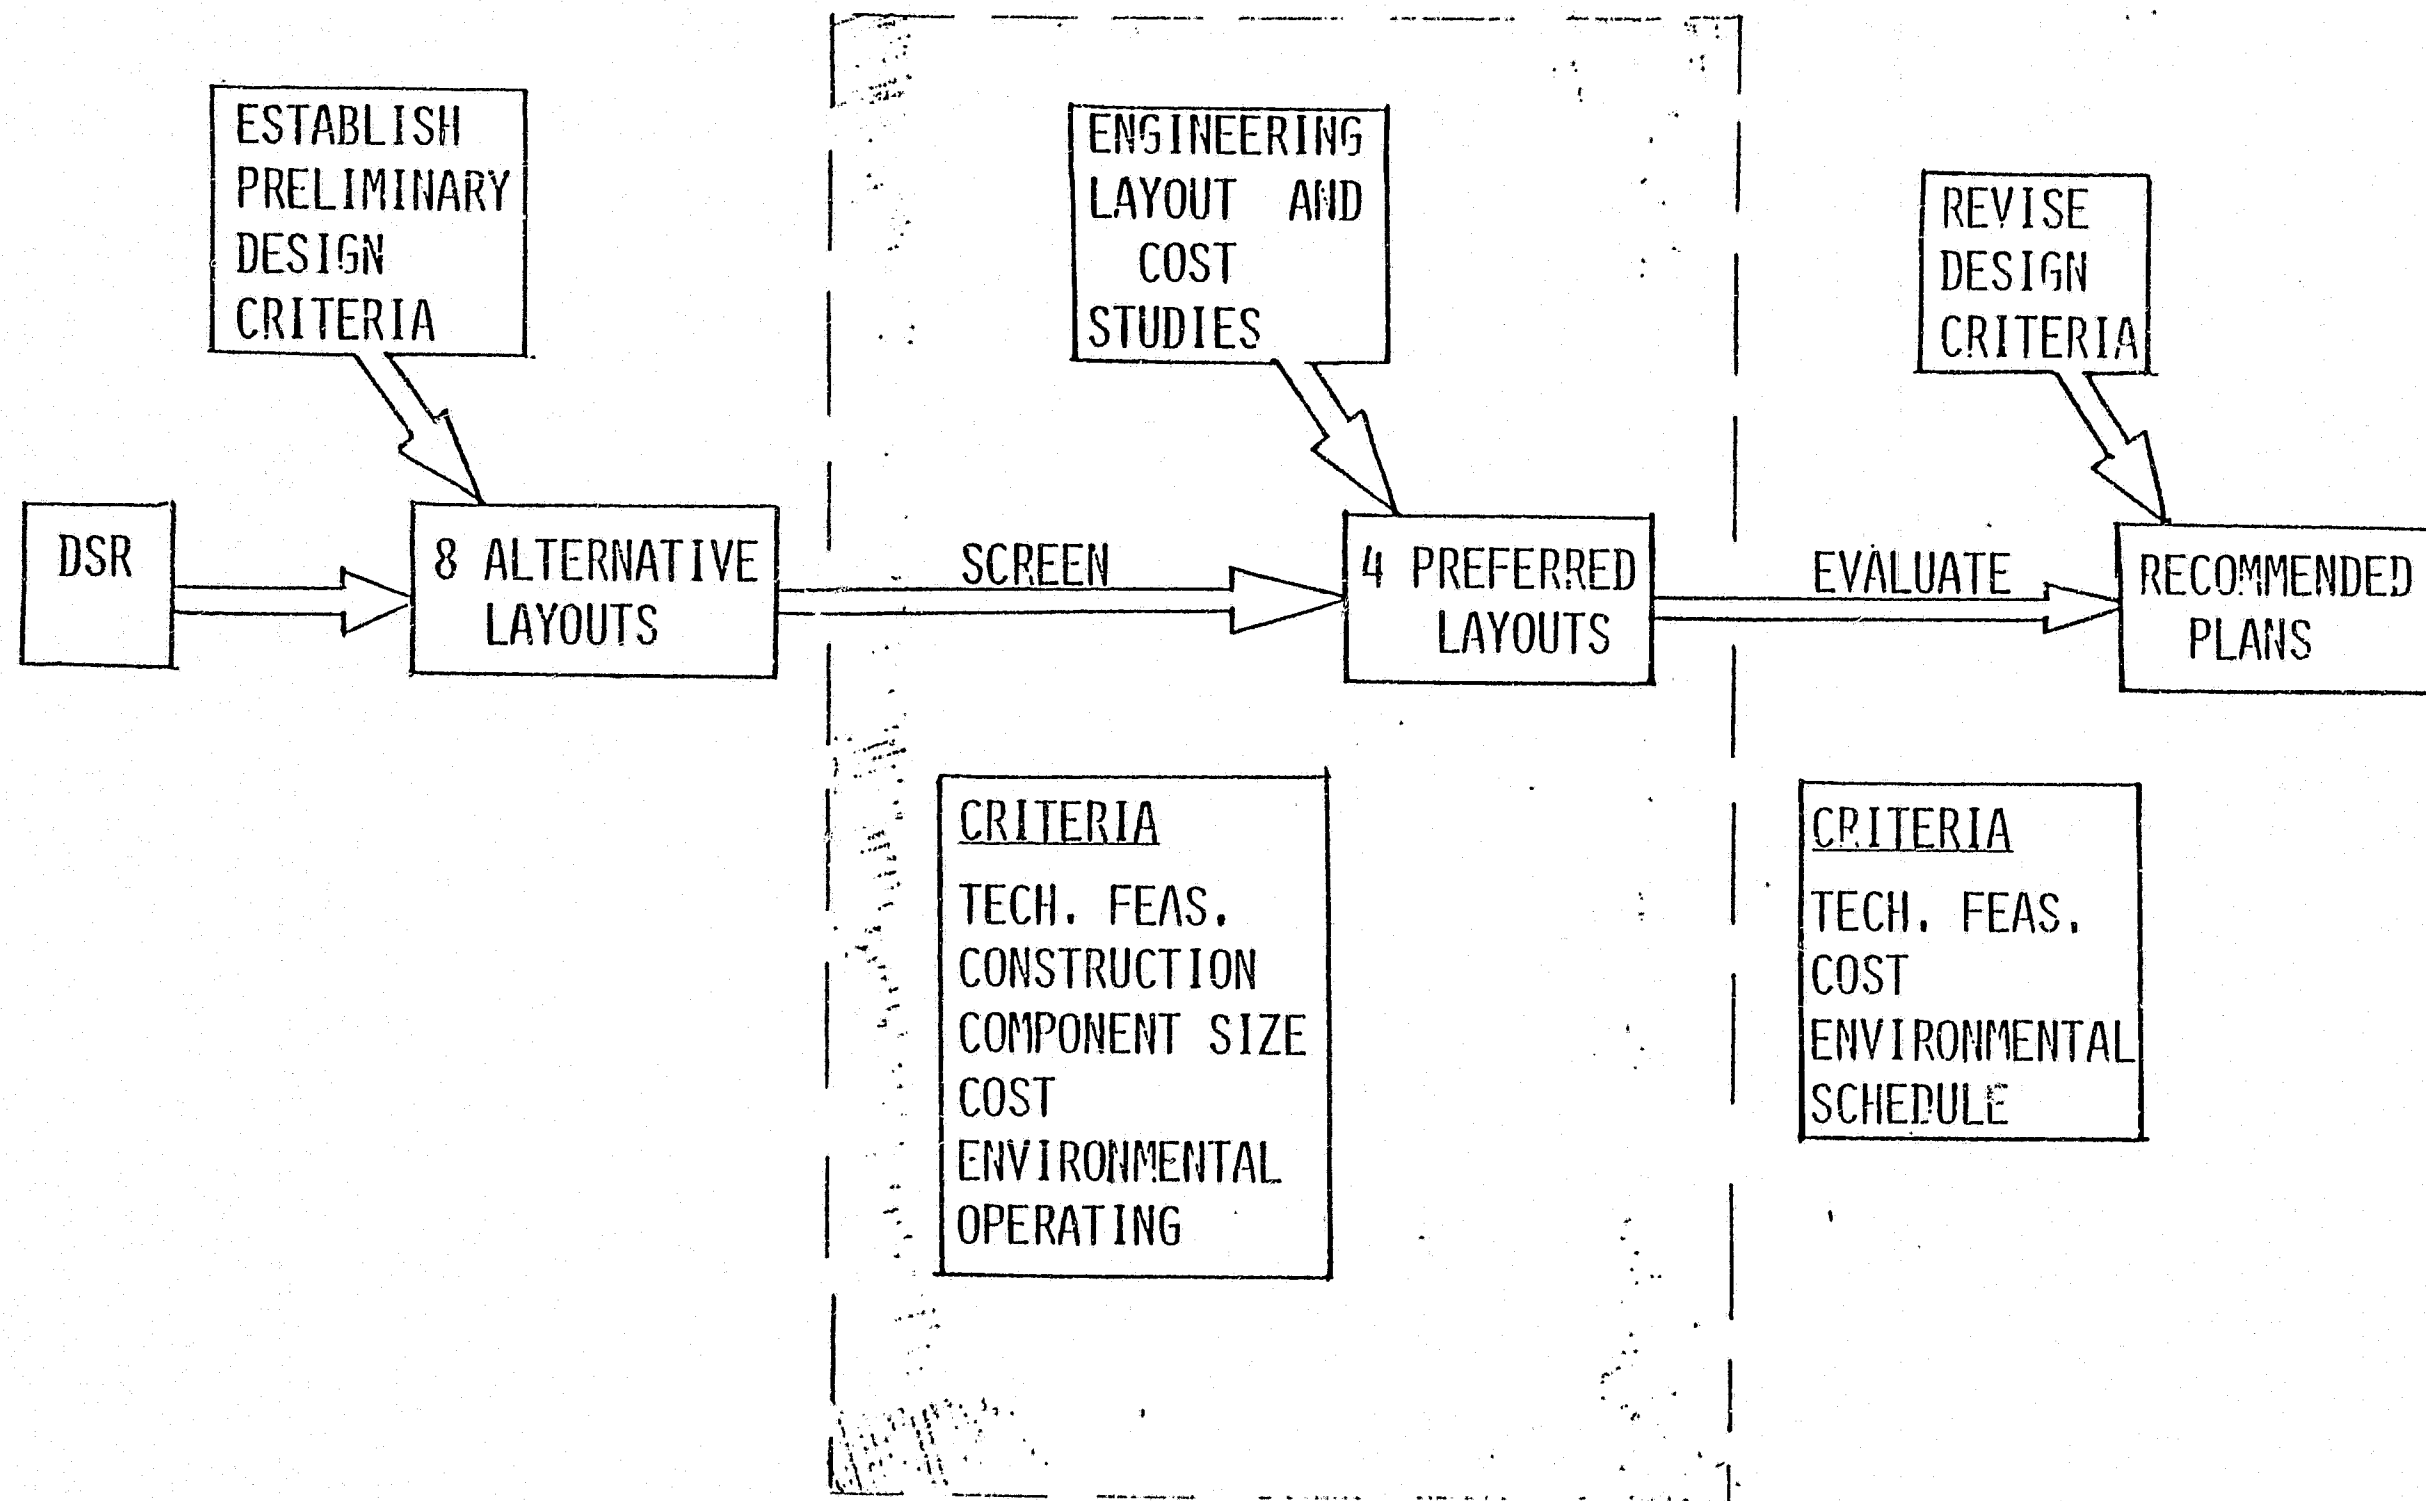 ESTABLISH
PRELIMINARY
DESIGN
CRITERIA
ENGINEERING
LAYOUT AND
COST
STUDIES
REVISE
DESIGN
CRITERIA
DSR
8 ALTERNATIVE
LAYOUTS
SCREEN
4 PREFERRED
LAYOUTS
EVALUATE
RECOMMENDED
PLANS
CRITERIA
TECH. FEAS.
CONSTRUCTION
COMPONENT SIZE
COST
ENVIRONMENTAL
OPERATING
CRITERIA
TECH. FEAS.
COST
ENVIRONMENTAL
SCHEDULE